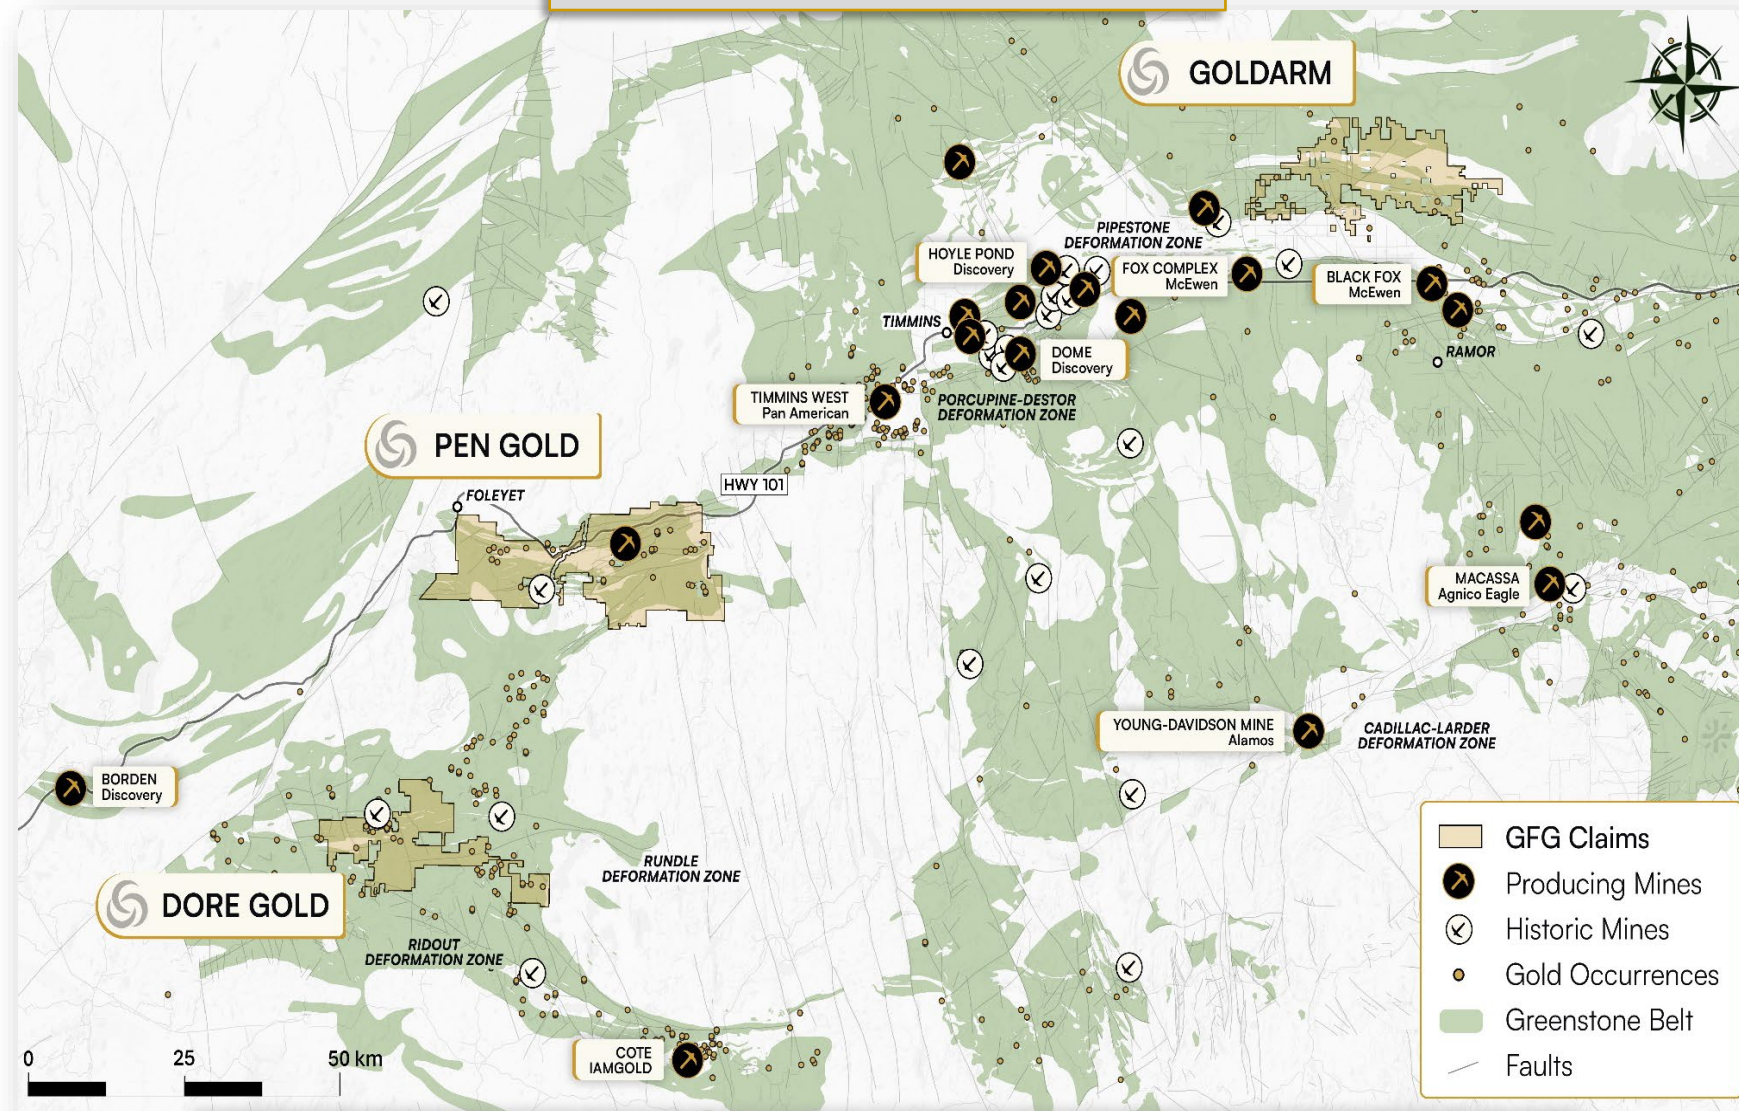 GOLDARM
PIPESTONE
DEFORMATION ZONE
HOYLE POND
Discovery
FOX COMPLEX
McEwen
BLACK FOX
McEwen
TIMMINS
DOME
Discovery
RAMOR
TIMMINS WEST
Pan American
PORCUPINE-DESTOR
DEFORMATION ZONE
PEN GOLD
HWY 101
FOLEYET
MACASSA
Agnico Eagle
YOUNG-DAVIDSON MINE
Alamos
CADILLAC-LARDER
DEFORMATION ZONE
BORDEN
Discovery
RUNDLE
DEFORMATION ZONE
DORE GOLD
RIDOUT
DEFORMATION ZONE
COTE
IAMGOLD
0 25 50 km
GFG Claims
Producing Mines
Historic Mines
Gold Occurrences
Greenstone Belt
Faults